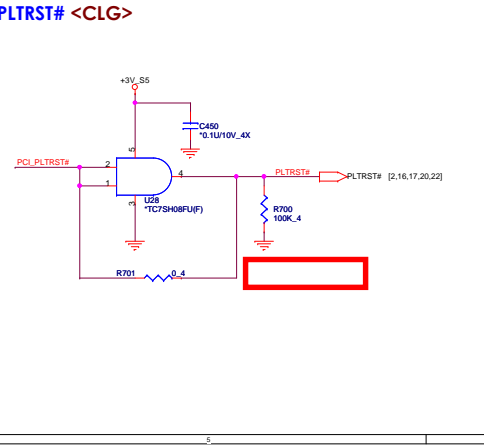 PLTRST# <CLG>
+3V_S5
C450
*0.1U/10V_4X
5
PCI_PLTRST#
2
1
4
PLTRST#
PLTRST# [2,16,17,20,22]
3
U28
*TC7SH08FU(F)
R700
100K_4
R701
0_4
5